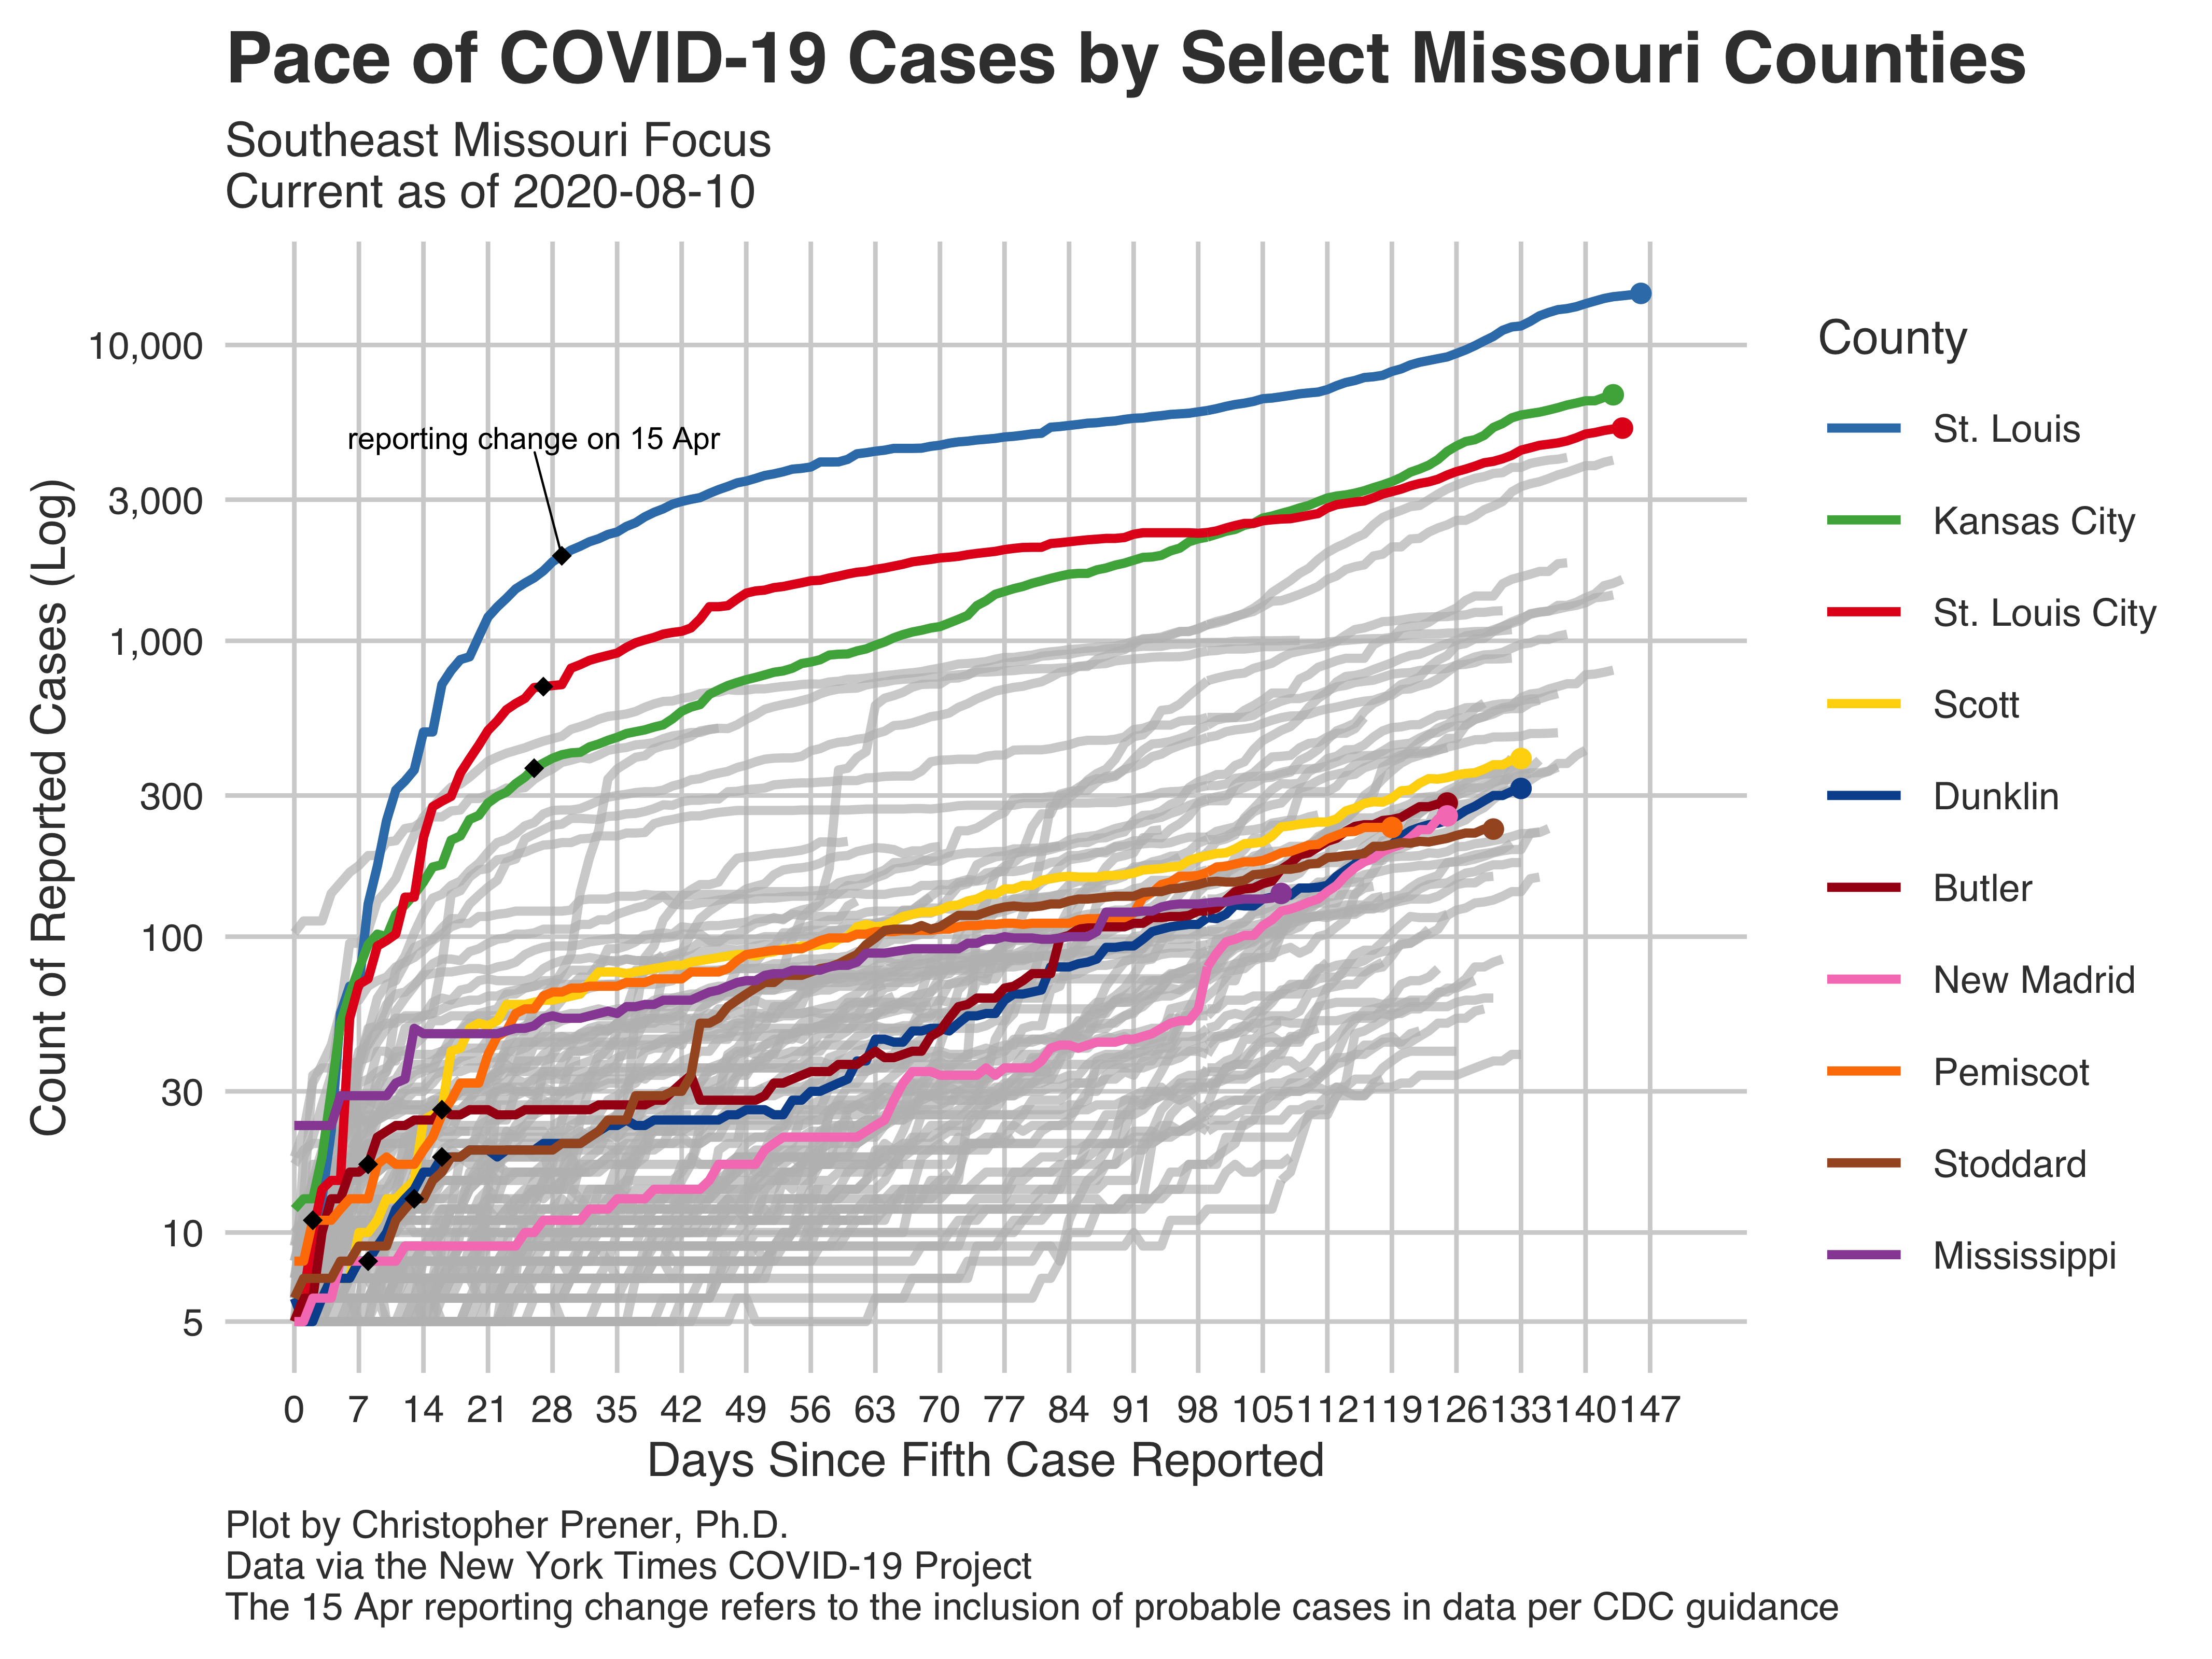 Pace of COVID-19 Cases by Select Missouri Counties
Southeast Missouri Focus
Current as of 2020-08-10
Count of Reported Cases (Log)
10,000
3,000
1,000
300
100
30
10
5
reporting change on 15 Apr
0 7 14 21 28 35 42 49 56 63 70 77 84 91 98 105 112 119 126 133 140 147
Days Since Fifth Case Reported
County
St. Louis
Kansas City
St. Louis City
Scott
Dunklin
Butler
New Madrid
Pemiscot
Stoddard
Mississippi
Plot by Christopher Prener, Ph.D.
Data via the New York Times COVID-19 Project
The 15 Apr reporting change refers to the inclusion of probable cases in data per CDC guidance